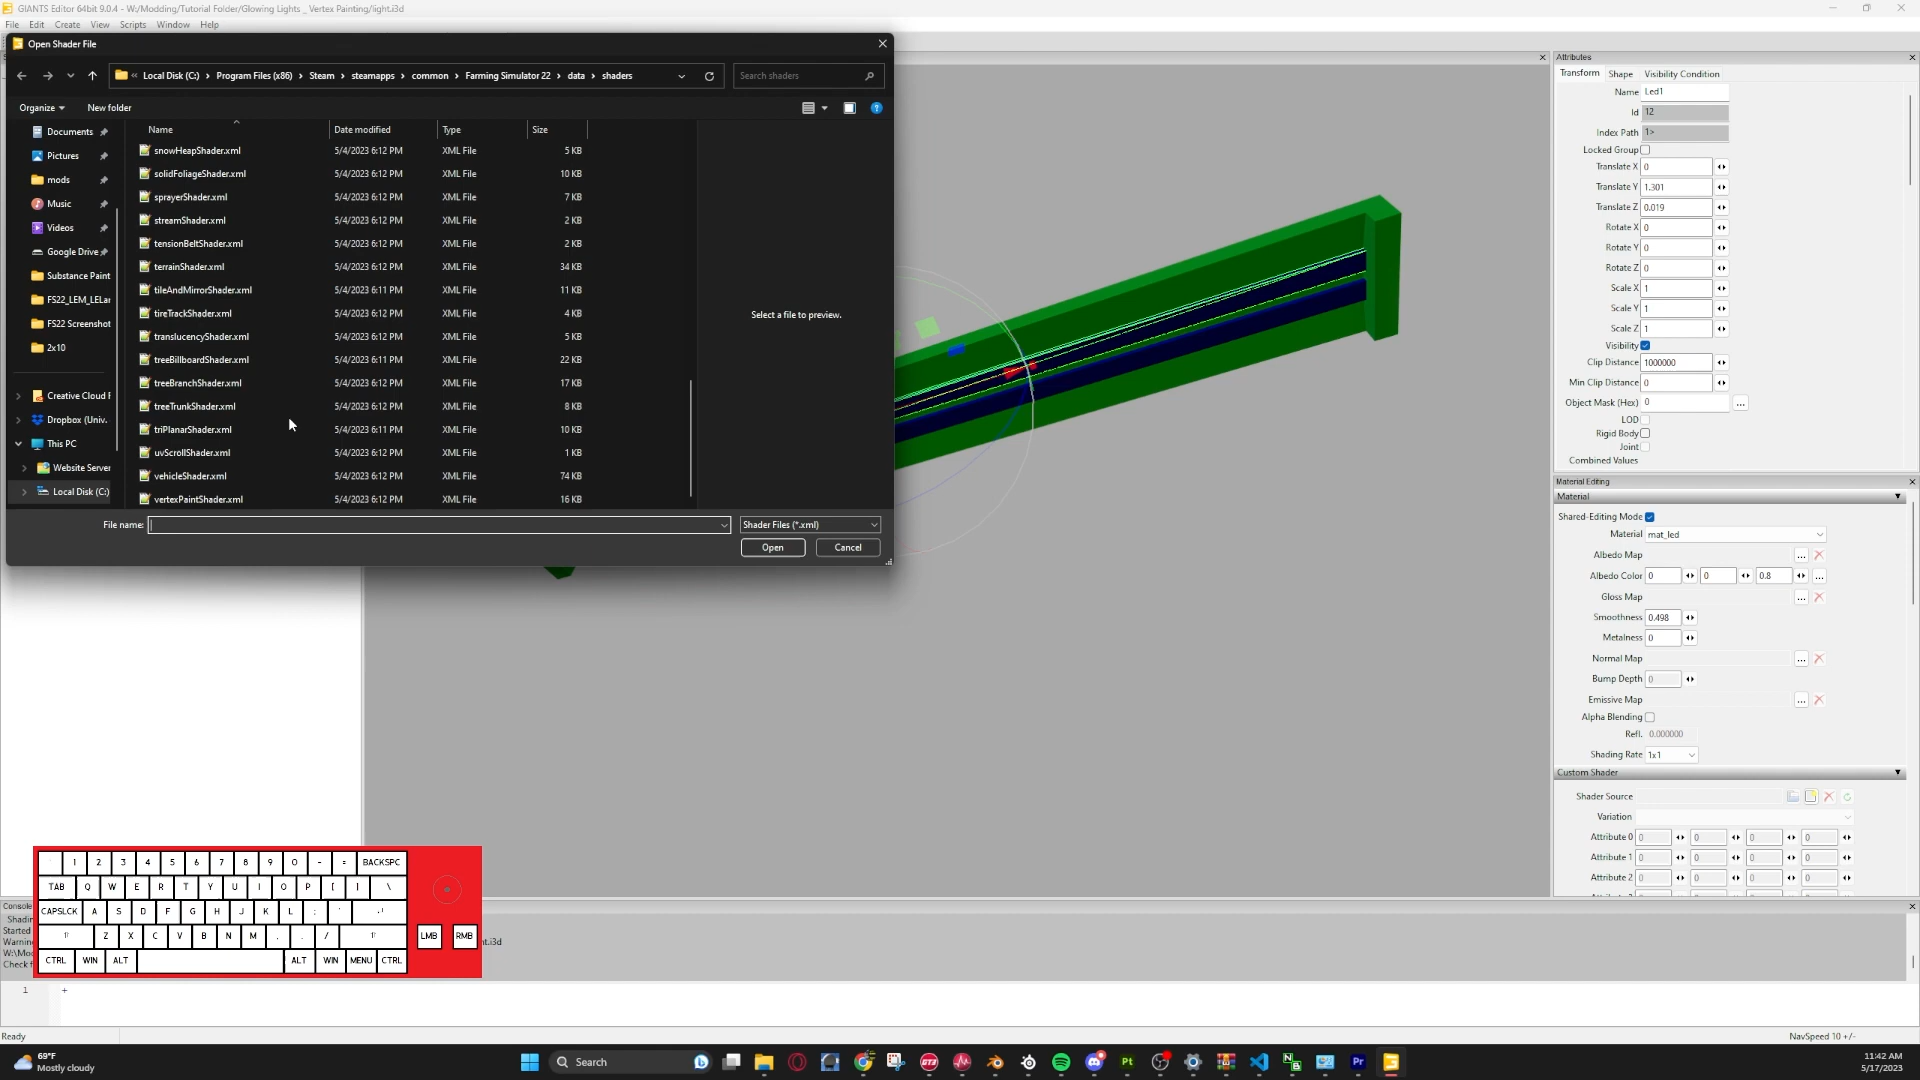 GIANTS Editor 64bit 9.0.4 - W:/Modding/Tutorial Folder/Glowing Lights _ Vertex Painting/light.i3d
File Edit Create View Scripts Window Help
Open Shader File
« Local Disk (C:) › Program Files (x86) › Steam › steamapps › common › Farming Simulator 22 › data › shaders
Search shaders
Organize New folder
Name Date modified Type Size
snowHeapShader.xml 5/4/2023 6:12 PM XML File 5 KB
solidFoliageShader.xml 5/4/2023 6:12 PM XML File 10 KB
sprayerShader.xml 5/4/2023 6:12 PM XML File 7 KB
streamShader.xml 5/4/2023 6:12 PM XML File 2 KB
tensionBeltShader.xml 5/4/2023 6:12 PM XML File 2 KB
terrainShader.xml 5/4/2023 6:12 PM XML File 34 KB
tileAndMirrorShader.xml 5/4/2023 6:11 PM XML File 11 KB
tireTrackShader.xml 5/4/2023 6:12 PM XML File 4 KB
translucencyShader.xml 5/4/2023 6:12 PM XML File 5 KB
treeBillboardShader.xml 5/4/2023 6:11 PM XML File 22 KB
treeBranchShader.xml 5/4/2023 6:12 PM XML File 17 KB
treeTrunkShader.xml 5/4/2023 6:12 PM XML File 8 KB
triPlanarShader.xml 5/4/2023 6:11 PM XML File 10 KB
uvScrollShader.xml 5/4/2023 6:12 PM XML File 1 KB
vehicleShader.xml 5/4/2023 6:12 PM XML File 74 KB
vertexPaintShader.xml 5/4/2023 6:12 PM XML File 16 KB
Documents
Pictures
mods
Music
Videos
Google Drive
Substance Paint
FS22_LEM_LELar
FS22 Screenshot
2x10
Creative Cloud F
Dropbox (Univ.
This PC
Website Server
Local Disk (C:)
Select a file to preview.
File name:
Shader Files (*.xml)
Open Cancel
Attributes
Transform Shape Visibility Condition
Name Led1
Id 12
Index Path 1>
Locked Group
Translate X 0
Translate Y 1.301
Translate Z 0.019
Rotate X 0
Rotate Y 0
Rotate Z 0
Scale X 1
Scale Y 1
Scale Z 1
Visibility
Clip Distance 1000000
Min Clip Distance 0
Object Mask (Hex) 0 ...
LOD
Rigid Body
Joint
Combined Values
Material Editing
Material
Shared-Editing Mode
Material mat_led
Albedo Map ...
Albedo Color 0 0 0.8 ...
Gloss Map ...
Smoothness 0.498
Metalness 0
Normal Map ...
Bump Depth 0
Emissive Map ...
Alpha Blending
Refl. 0.000000
Shading Rate 1x1
Custom Shader
Shader Source
Variation
Attribute 0 0 0 0 0
Attribute 1 0 0 0 0
Attribute 2 0 0 0 0
Console
Shadin
Started
Warnin
W:\Mod
Check f
ht.i3d
1 2 3 4 5 6 7 8 9 0 - = BACKSPC
TAB Q W E R T Y U I O P [ ] \
CAPSLCK A S D F G H J K L ; '
Z X C V B N M , . /
CTRL WIN ALT ALT WIN MENU CTRL
LMB RMB
1 +
Ready
NavSpeed 10 +/-
69°F
Mostly cloudy
Search
11:42 AM
5/17/2023